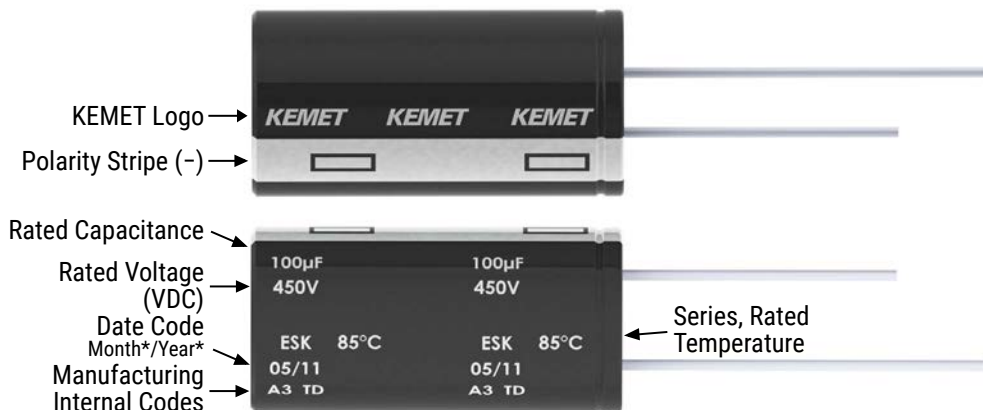 KEMET Logo
KEMET KEMET KEMET
Polarity Stripe (−)
Rated Capacitance
100µF 100µF
Rated Voltage
(VDC)
450V 450V
Date Code
Month*/Year*
ESK 85°C ESK 85°C
05/11 05/11
Manufacturing
Internal Codes
A3 TD A3 TD
Series, Rated
Temperature